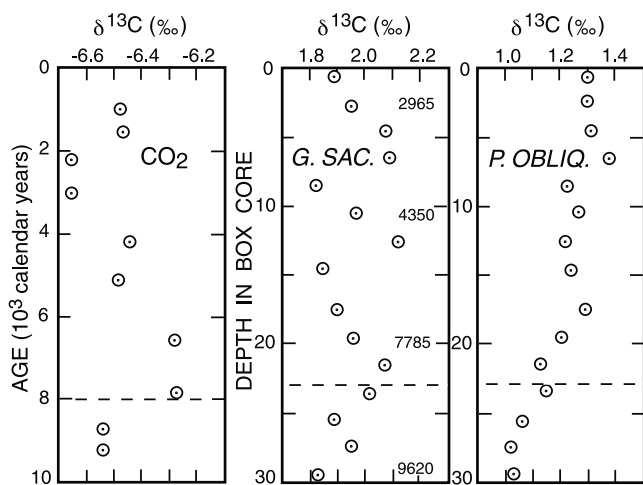 δ13C (‰)
-6.6 -6.4 -6.2
0
2
4
6
8
10
AGE (10³ calendar years)
CO₂
δ13C (‰)
1.8 2.0 2.2
0
10
20
30
DEPTH IN BOX CORE
G. SAC.
2965
4350
7785
9620
δ13C (‰)
1.0 1.2 1.4
0
10
20
30
P. OBLIQ.